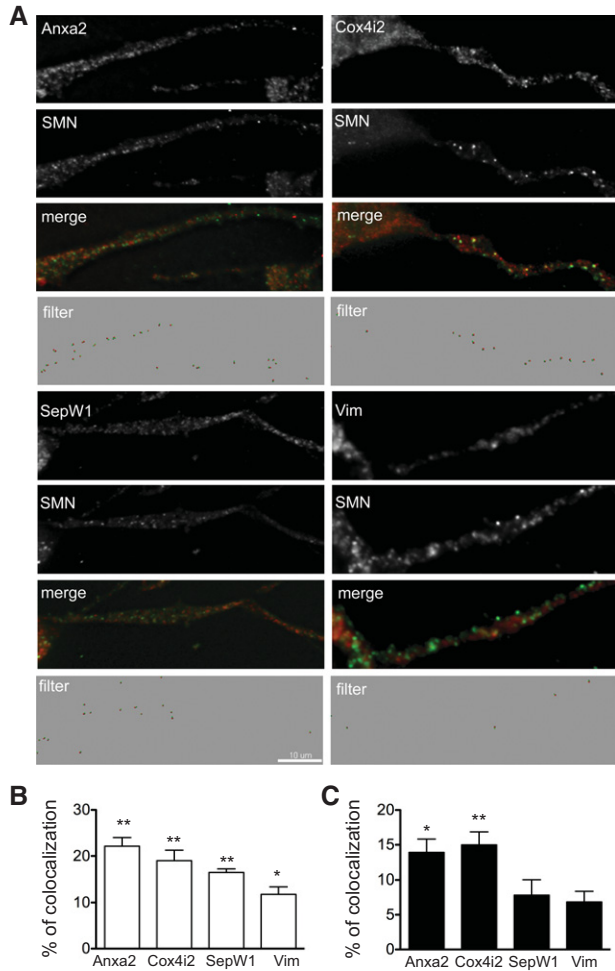 A
Anxa2
Cox4i2
SMN
SMN
merge
merge
filter
filter
SepW1
Vim
SMN
SMN
merge
merge
filter
filter
10 µm
B
C
% of colocalization
30
20
10
0
**
**
**
*
Anxa2 Cox4i2 SepW1 Vim
% of colocalization
20
15
10
5
0
*
**
Anxa2 Cox4i2 SepW1 Vim